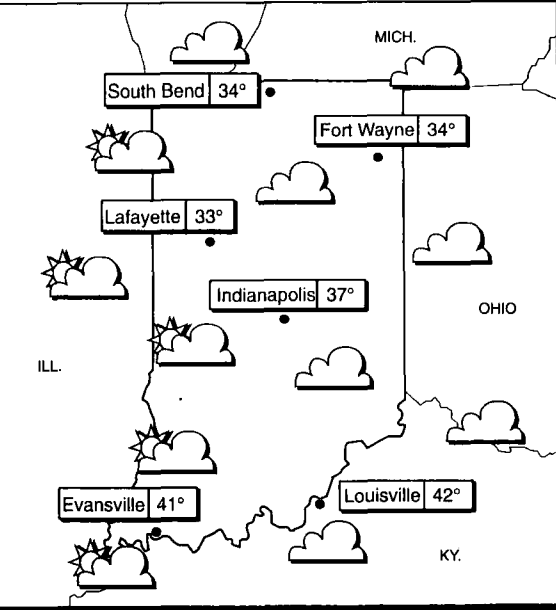 MICH.
South Bend 34°
Fort Wayne 34°
Lafayette 33°
Indianapolis 37°
OHIO
ILL.
Evansville 41°
Louisville 42°
KY.